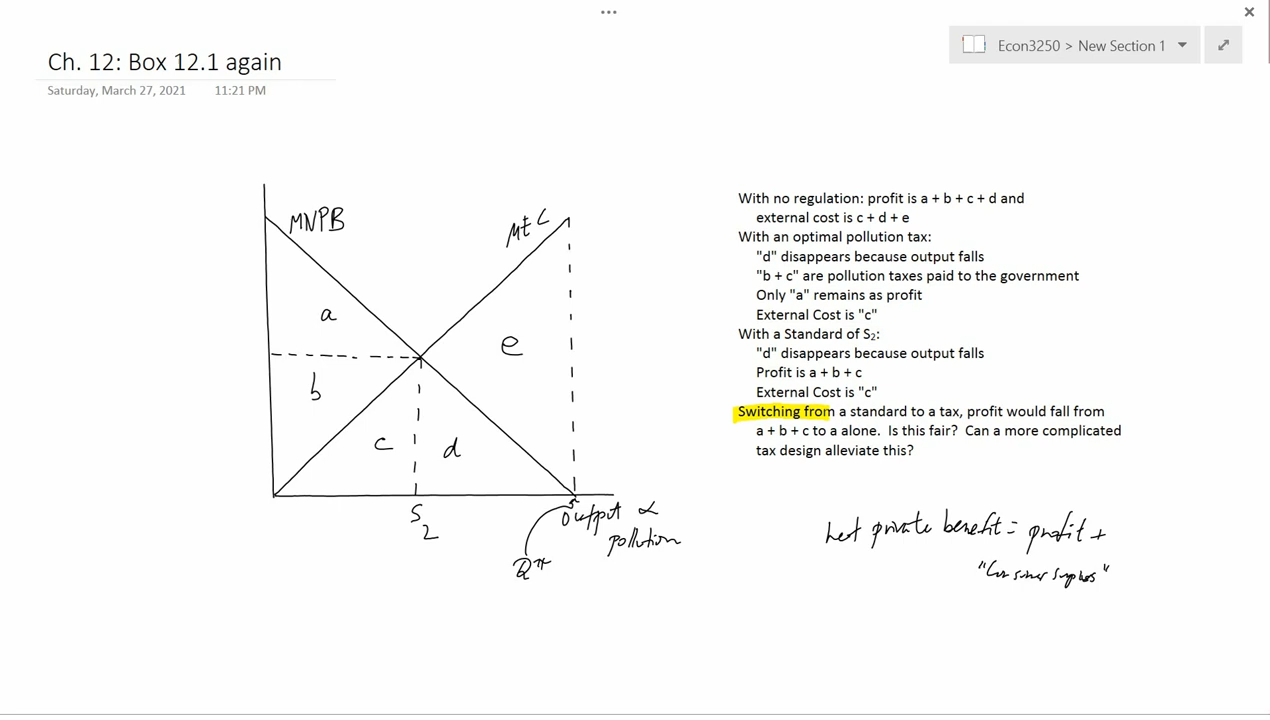 Ch. 12: Box 12.1 again
Econ3250 > New Section 1
Saturday, March 27, 2021 11:21 PM
With no regulation: profit is a + b + c + d and
external cost is c + d + e
With an optimal pollution tax:
"d" disappears because output falls
"b + c" are pollution taxes paid to the government
Only "a" remains as profit
External Cost is "c"
With a Standard of S₂:
"d" disappears because output falls
Profit is a + b + c
External Cost is "c"
Switching from a standard to a tax, profit would fall from
a + b + c to a alone. Is this fair? Can a more complicated
tax design alleviate this?
MNPB
MEC
a
e
b
c
d
S₂
Output ∝
pollution
Qπ
net private benefit = profit +
"Consumer surplus"